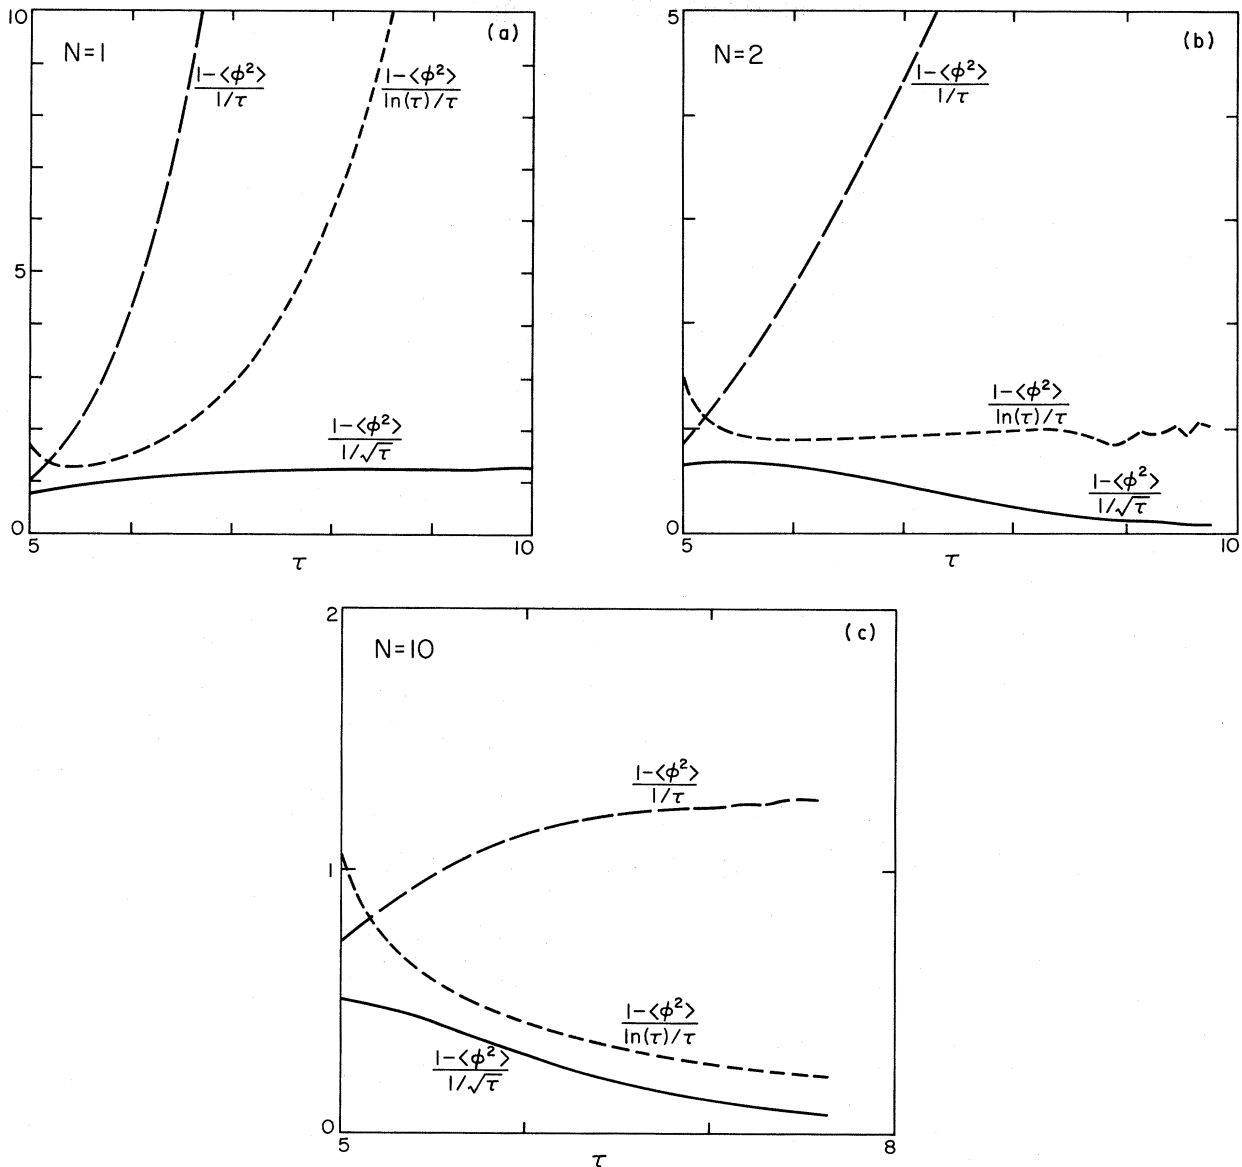 (a)
N=1
10
5
0
1-<φ²>
1/τ
1-<φ²>
ln(τ)/τ
1-<φ²>
1/√τ
5
10
τ
(b)
N=2
5
0
1-<φ²>
1/τ
1-<φ²>
ln(τ)/τ
1-<φ²>
1/√τ
5
10
τ
(c)
N=10
2
1
0
1-<φ²>
1/τ
1-<φ²>
ln(τ)/τ
1-<φ²>
1/√τ
5
8
τ